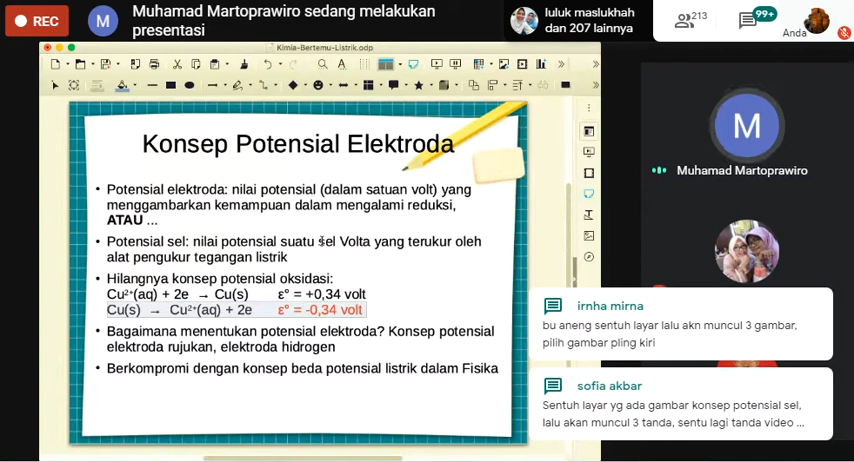 REC
M
Muhamad Martoprawiro sedang melakukan
presentasi
luluk maslukhah
dan 207 lainnya
213
99+
Anda
Kimia-Bertemu-Listrik.odp
Konsep Potensial Elektroda
• Potensial elektroda: nilai potensial (dalam satuan volt) yang
menggambarkan kemampuan dalam mengalami reduksi,
ATAU ...
• Potensial sel: nilai potensial suatu sel Volta yang terukur oleh
alat pengukur tegangan listrik
• Hilangnya konsep potensial oksidasi:
Cu²⁺(aq) + 2e → Cu(s) ε° = +0,34 volt
Cu(s) → Cu²⁺(aq) + 2e ε° = -0,34 volt
• Bagaimana menentukan potensial elektroda? Konsep potensial
elektroda rujukan, elektroda hidrogen
• Berkompromi dengan konsep beda potensial listrik dalam Fisika
M
Muhamad Martoprawiro
irnha mirna
bu aneng sentuh layar lalu akn muncul 3 gambar,
pilih gambar pling kiri
sofia akbar
Sentuh layar yg ada gambar konsep potensial sel,
lalu akan muncul 3 tanda, sentu lagi tanda video ...